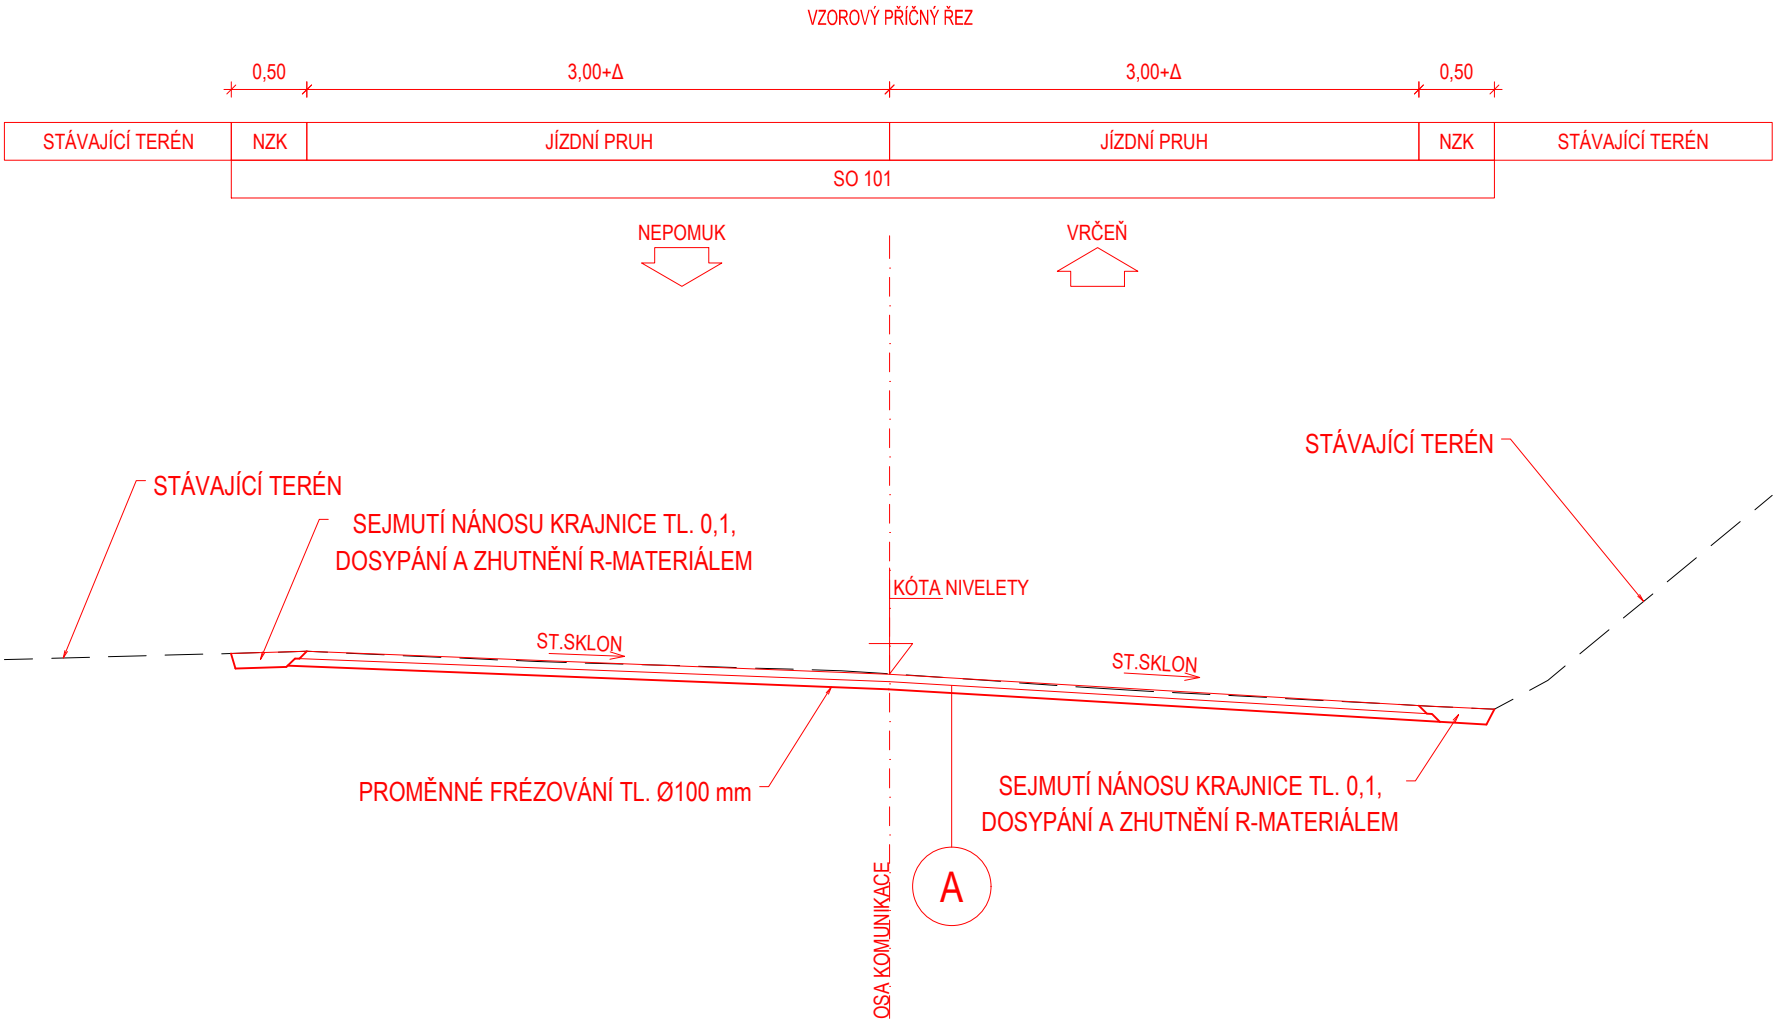 VZOROVÝ PŘÍČNÝ ŘEZ
0,50
3,00+Δ
3,00+Δ
0,50
STÁVAJÍCÍ TERÉN
NZK
JÍZDNÍ PRUH
JÍZDNÍ PRUH
NZK
STÁVAJÍCÍ TERÉN
SO 101
NEPOMUK
VRČEŇ
STÁVAJÍCÍ TERÉN
STÁVAJÍCÍ TERÉN
SEJMUTÍ NÁNOSU KRAJNICE TL. 0,1,
DOSYPÁNÍ A ZHUTNĚNÍ R-MATERIÁLEM
KÓTA NIVELETY
ST.SKLON
ST.SKLON
PROMĚNNÉ FRÉZOVÁNÍ TL. Ø100 mm
SEJMUTÍ NÁNOSU KRAJNICE TL. 0,1,
DOSYPÁNÍ A ZHUTNĚNÍ R-MATERIÁLEM
A
OSA KOMUNIKACE